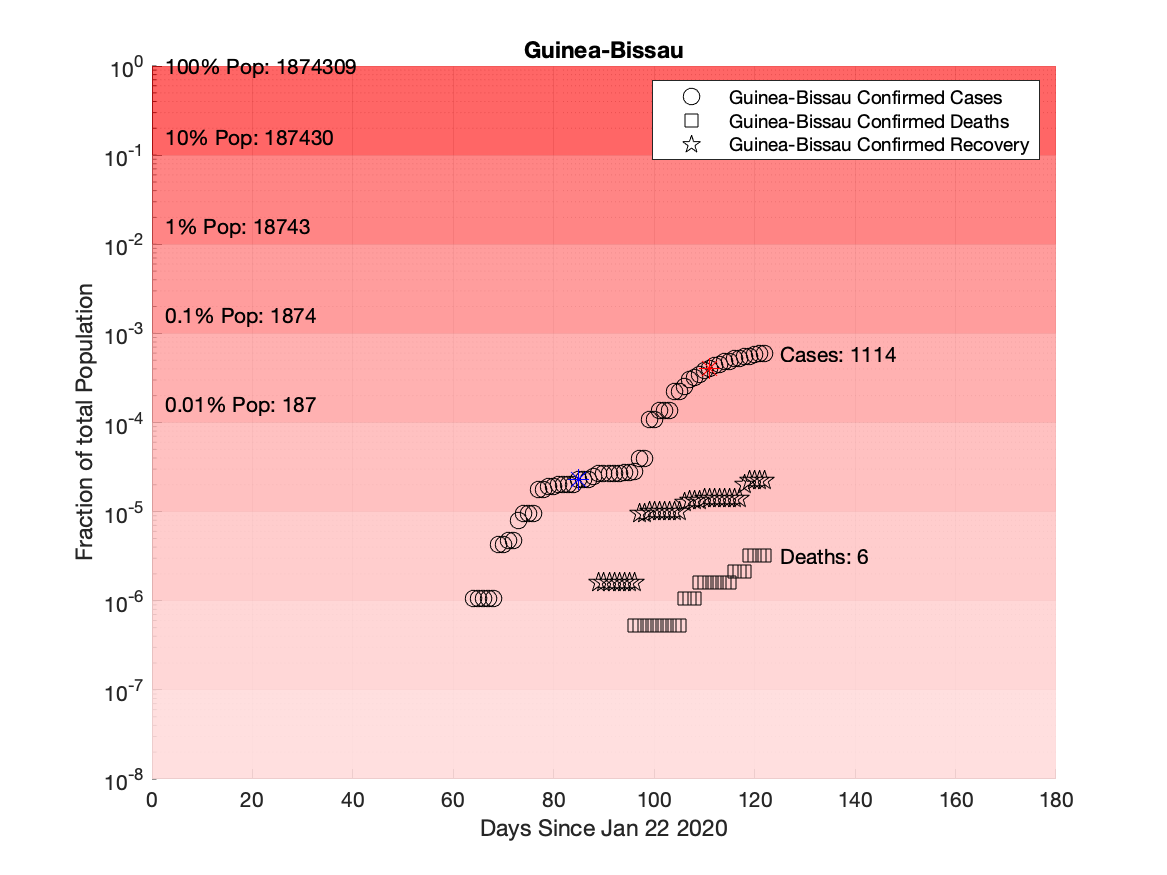 Guinea-Bissau
10⁰
100% Pop: 1874309
Guinea-Bissau Confirmed Cases
Guinea-Bissau Confirmed Deaths
Guinea-Bissau Confirmed Recovery
10% Pop: 187430
10⁻¹
1% Pop: 18743
10⁻²
0.1% Pop: 1874
10⁻³
Cases: 1114
0.01% Pop: 187
10⁻⁴
10⁻⁵
Deaths: 6
10⁻⁶
10⁻⁷
10⁻⁸
Fraction of total Population
0 20 40 60 80 100 120 140 160 180
Days Since Jan 22 2020